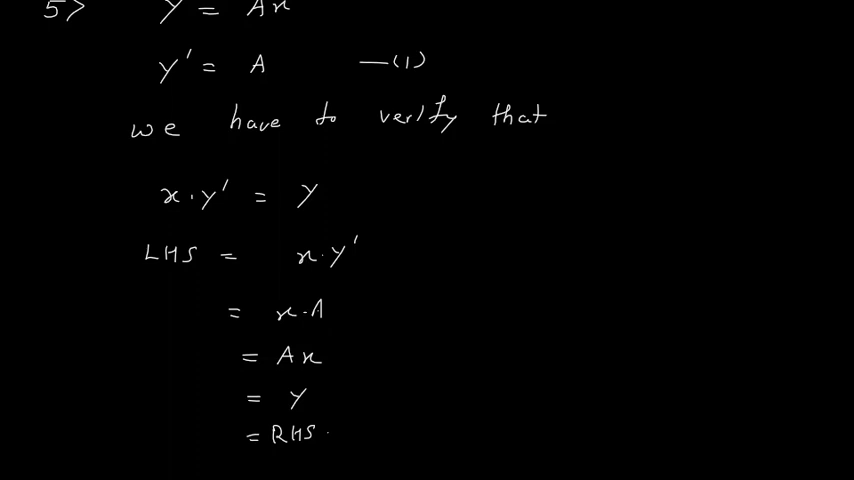 5> y = Ax
y' = A —(1)
we have to verify that
x.y' = y
LHS = x.y'
= x.A
= Ax
= y
= RHS.